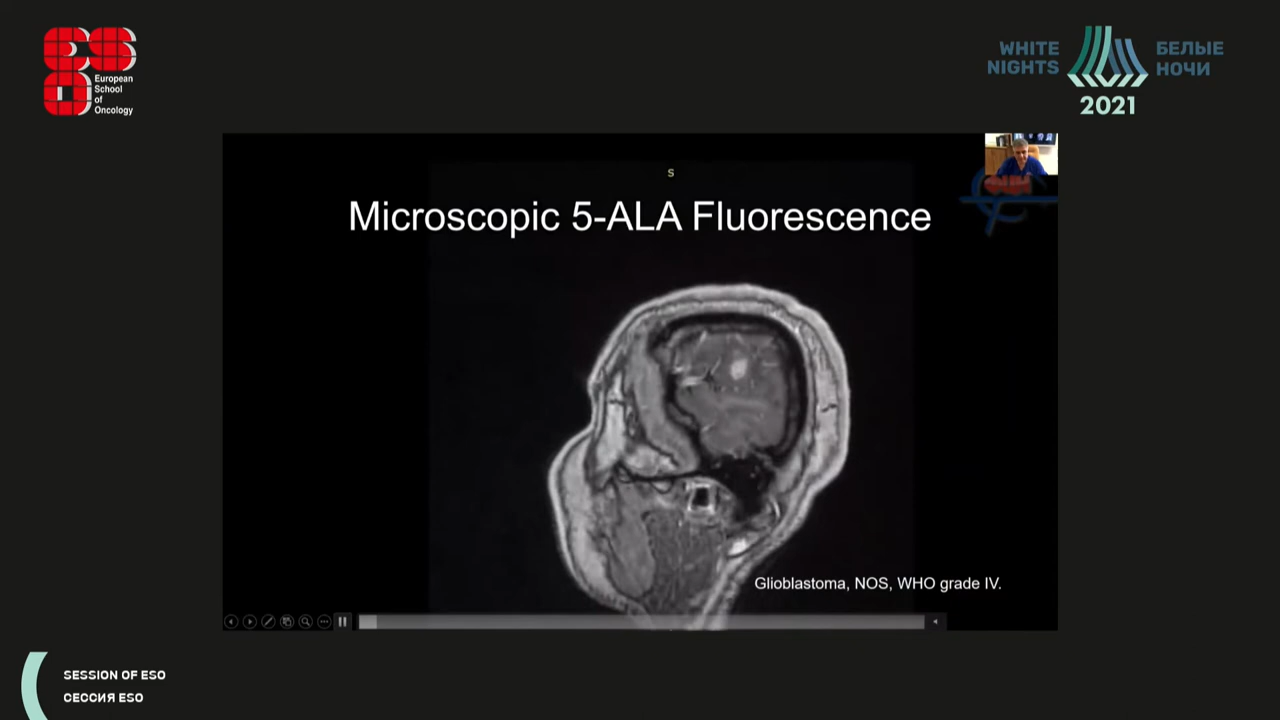 European
School
of
Oncology
WHITE
NIGHTS
БЕЛЫЕ
НОЧИ
2021
S
Microscopic 5-ALA Fluorescence
Glioblastoma, NOS, WHO grade IV.
SESSION OF ESO
СЕССИЯ ESO